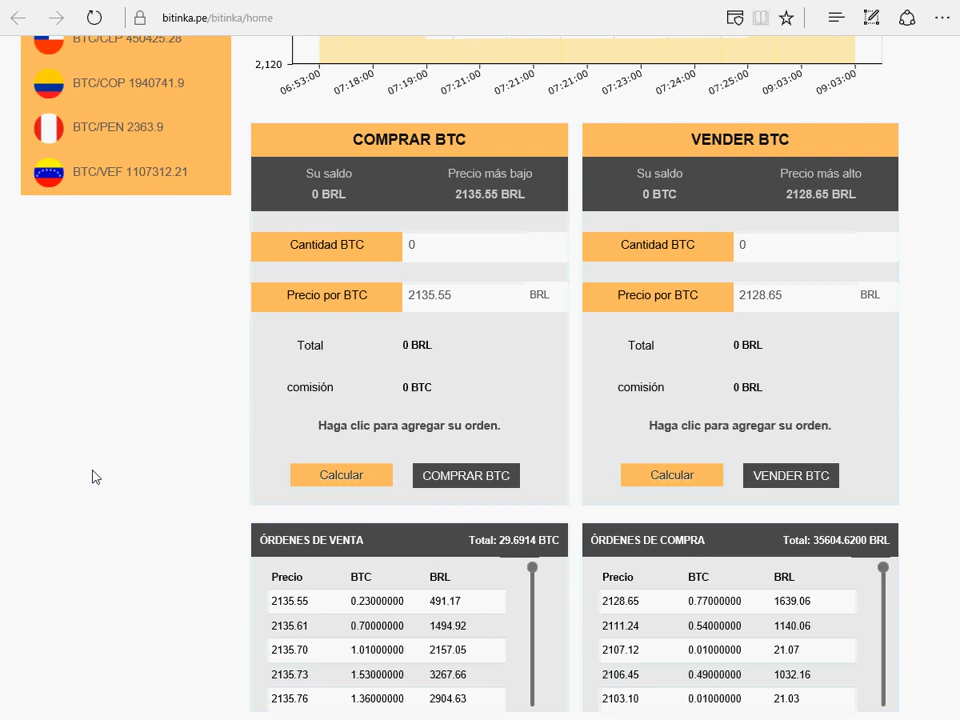 bitinka.pe/bitinka/home
BTC/CLP 450425.28
BTC/COP 1940741.9
BTC/PEN 2363.9
BTC/VEF 1107312.21
2,120
06:53:00 07:18:00 07:19:00 07:21:00 07:21:00 07:21:00 07:23:00 07:24:00 07:25:00 09:03:00 09:03:00
COMPRAR BTC
Su saldo Precio más bajo
0 BRL 2135.55 BRL
Cantidad BTC 0
Precio por BTC 2135.55 BRL
Total 0 BRL
comisión 0 BTC
Haga clic para agregar su orden.
Calcular COMPRAR BTC
VENDER BTC
Su saldo Precio más alto
0 BTC 2128.65 BRL
Cantidad BTC 0
Precio por BTC 2128.65 BRL
Total 0 BRL
comisión 0 BRL
Haga clic para agregar su orden.
Calcular VENDER BTC
ÓRDENES DE VENTA Total: 29.6914 BTC
Precio BTC BRL
2135.55 0.23000000 491.17
2135.61 0.70000000 1494.92
2135.70 1.01000000 2157.05
2135.73 1.53000000 3267.66
2135.76 1.36000000 2904.63
ÓRDENES DE COMPRA Total: 35604.6200 BRL
Precio BTC BRL
2128.65 0.77000000 1639.06
2111.24 0.54000000 1140.06
2107.12 0.01000000 21.07
2106.45 0.49000000 1032.16
2103.10 0.01000000 21.03